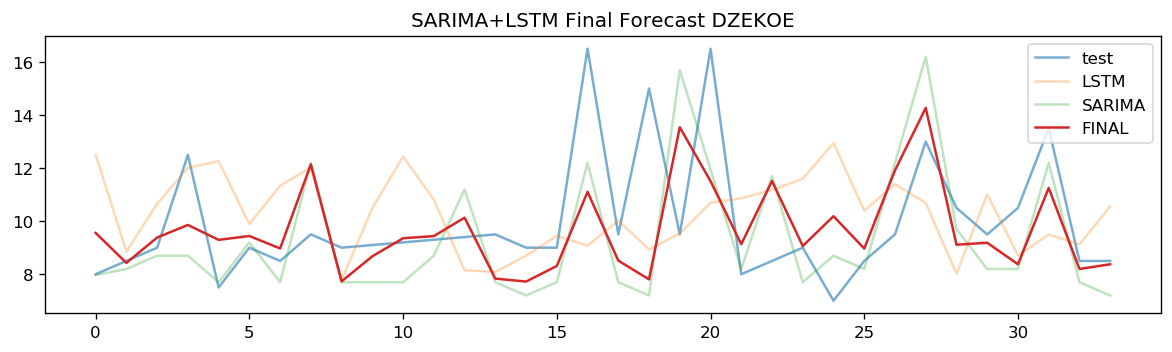 SARIMA+LSTM Final Forecast DZEKOE
16
14
12
10
8
test
LSTM
SARIMA
FINAL
0 5 10 15 20 25 30